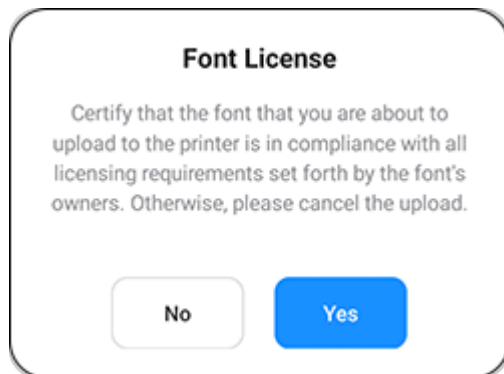 Font License
Certify that the font that you are about to
upload to the printer is in compliance with all
licensing requirements set forth by the font's
owners. Otherwise, please cancel the upload.
No
Yes